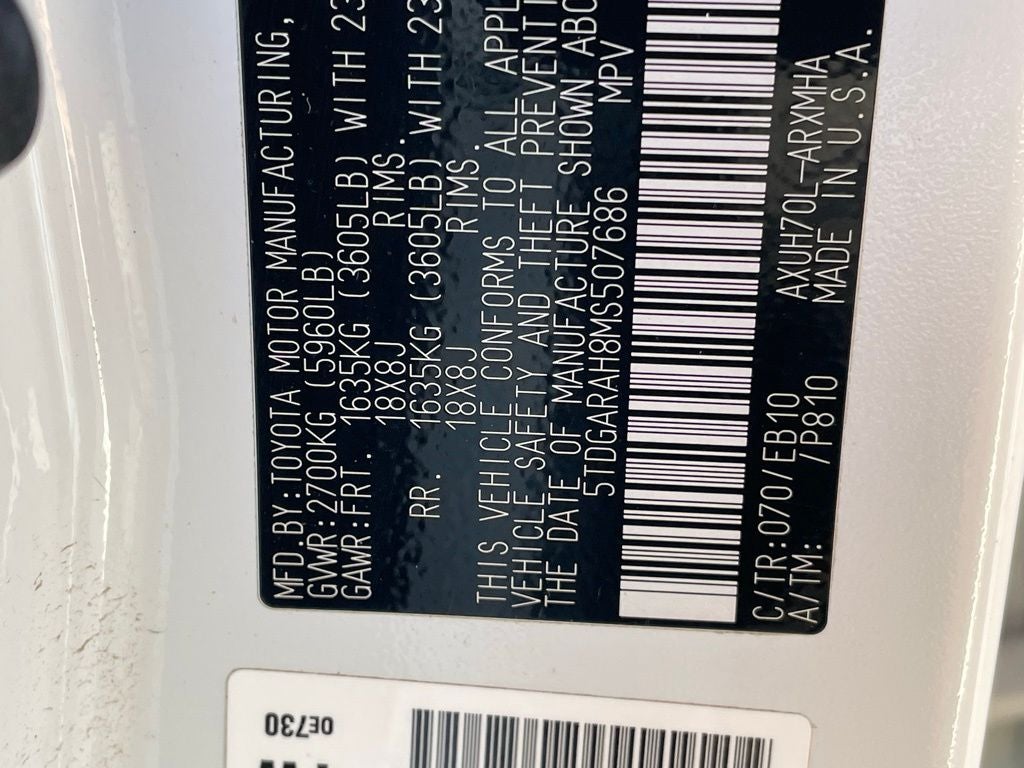 MFD.BY:TOYOTA MOTOR MANUFACTURING,
GVWR:2700KG (5960LB)
GAWR:FRT. 1635KG (3605LB) WITH 23
18X8J RIMS.
RR. 1635KG (3605LB) WITH 23
18X8J RIMS.
THIS VEHICLE CONFORMS TO ALL APPL
VEHICLE SAFETY AND THEFT PREVENTI
THE DATE OF MANUFACTURE SHOWN ABO
5TDGARAH8MS507686 MPV
C/TR:070/EB10 AXUH70L-ARXMHA
A/TM: /P810 MADE IN U.S.A.
0E730